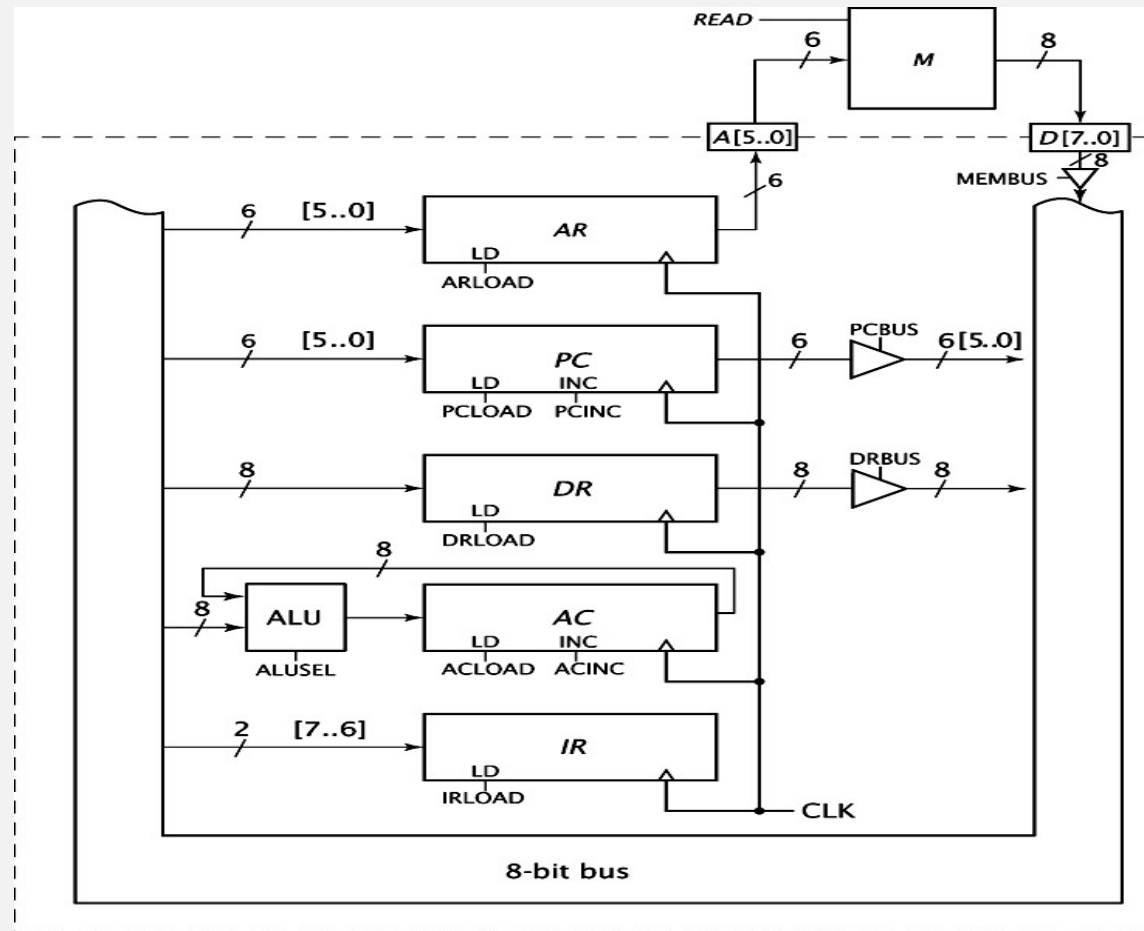 READ
6
M
8
A[5..0]
D[7..0]
6
8
MEMBUS
6 [5..0]
AR
LD
ARLOAD
6 [5..0]
PC
LD INC
PCLOAD PCINC
6
PCBUS
6 [5..0]
8
DR
LD
DRLOAD
8
DRBUS
8
8
8
ALU
ALUSEL
AC
LD INC
ACLOAD ACINC
2 [7..6]
IR
LD
IRLOAD
CLK
8-bit bus